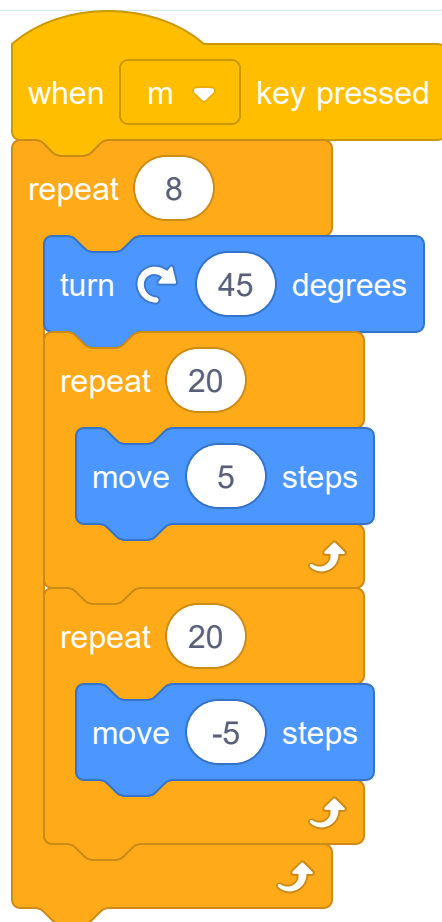 when m key pressed
repeat 8
turn 45 degrees
repeat 20
move 5 steps
repeat 20
move -5 steps